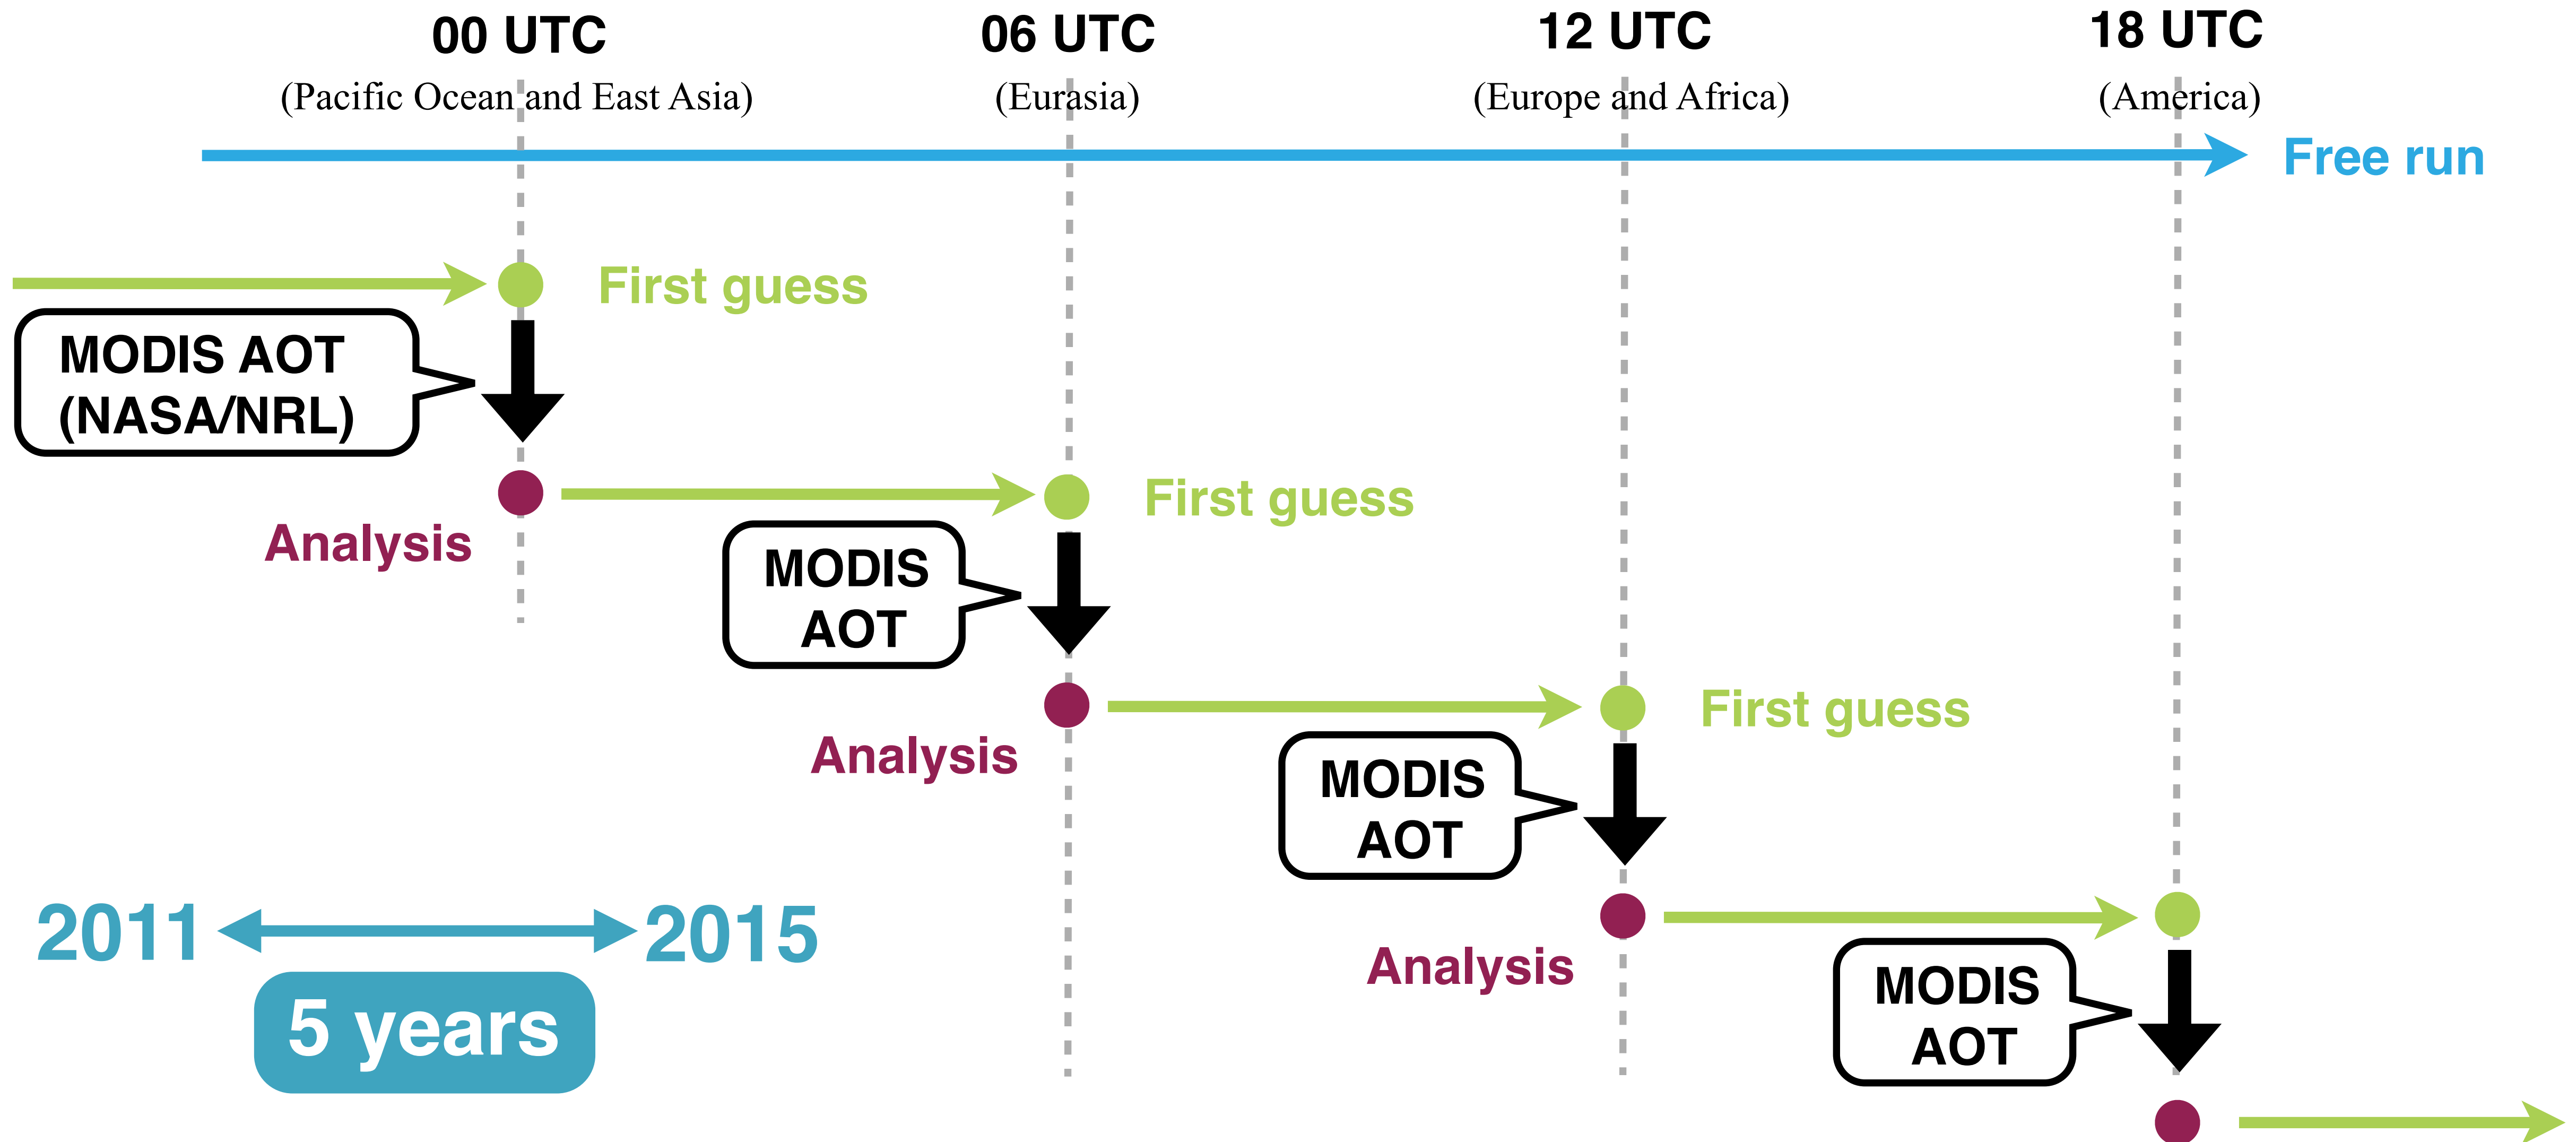 00 UTC
06 UTC
12 UTC
18 UTC
(Pacific Ocean and East Asia)
(Eurasia)
(Europe and Africa)
(America)
Free run
First guess
MODIS AOT
(NASA/NRL)
Analysis
First guess
MODIS
AOT
Analysis
First guess
MODIS
AOT
Analysis
MODIS
AOT
2011
2015
5 years